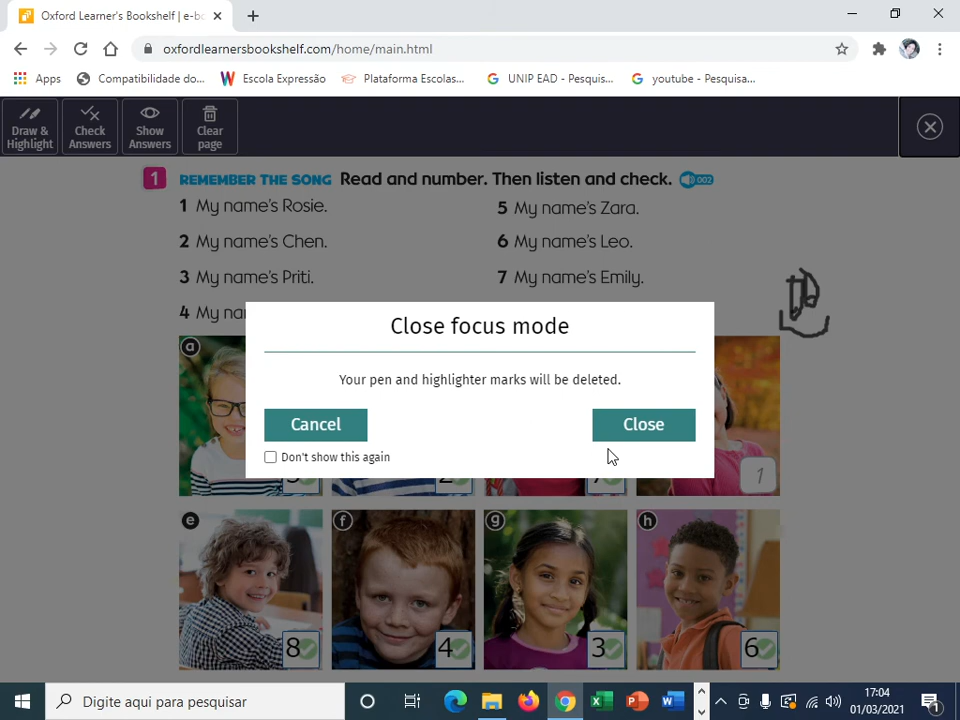 Oxford Learner's Bookshelf | e-bo
oxfordlearnersbookshelf.com/home/main.html
Apps
Compatibilidade do...
Escola Expressão
Plataforma Escolas...
UNIP EAD - Pesquis...
youtube - Pesquisa...
Draw & Highlight
Check Answers
Show Answers
Clear page
1 REMEMBER THE SONG Read and number. Then listen and check. 002
1 My name's Rosie.
2 My name's Chen.
3 My name's Priti.
4 My na
5 My name's Zara.
6 My name's Leo.
7 My name's Emily.
Close focus mode
Your pen and highlighter marks will be deleted.
Cancel
Close
Don't show this again
a
1
e
8
f
4
g
3
h
6
Digite aqui para pesquisar
17:04
01/03/2021
1